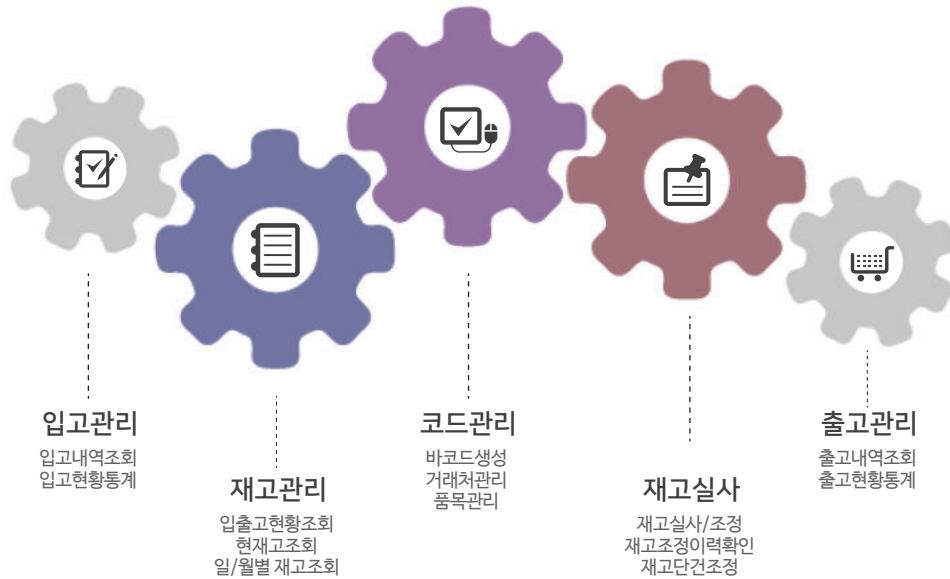 입고관리
입고내역조회
입고현황통계
재고관리
입출고현황조회
현재고조회
일/월별 재고조회
코드관리
바코드생성
거래처관리
품목관리
재고실사
재고실사/조정
재고조정이력확인
재고단건조정
출고관리
출고내역조회
출고현황통계